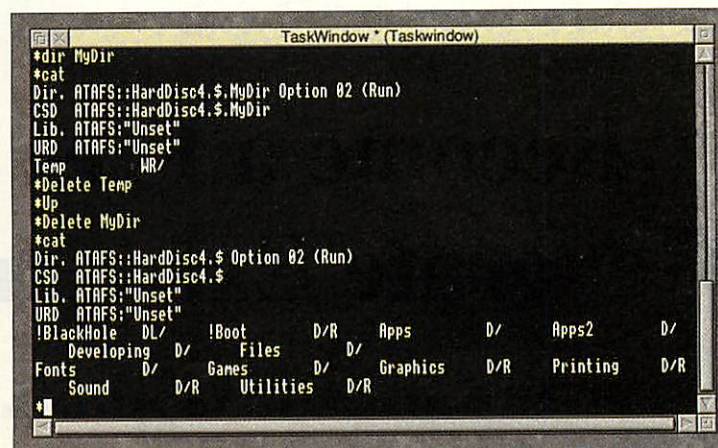 TaskWindow * (Taskwindow)
*dir MyDir
*cat
Dir. ATAFS::HardDisc4.$.MyDir Option 02 (Run)
CSD  ATAFS::HardDisc4.$.MyDir
Lib. ATAFS:"Unset"
URD  ATAFS:"Unset"
Temp         WR/
*Delete Temp
*Up
*Delete MyDir
*cat
Dir. ATAFS::HardDisc4.$ Option 02 (Run)
CSD  ATAFS::HardDisc4.$
Lib. ATAFS:"Unset"
URD  ATAFS:"Unset"
!BlackHole   DL/    !Boot        D/R    Apps         D/     Apps2        D/
    Developing   D/     Files        D/
Fonts        D/     Games        D/     Graphics     D/R    Printing     D/R
    Sound        D/R    Utilities    D/R
*